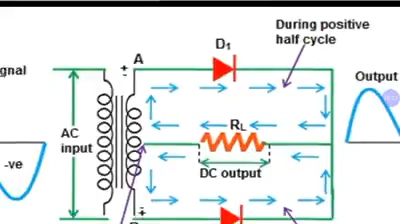 During positive
half cycle
D1
A
gnal
Output
+
-
RL
AC
input
DC output
-ve